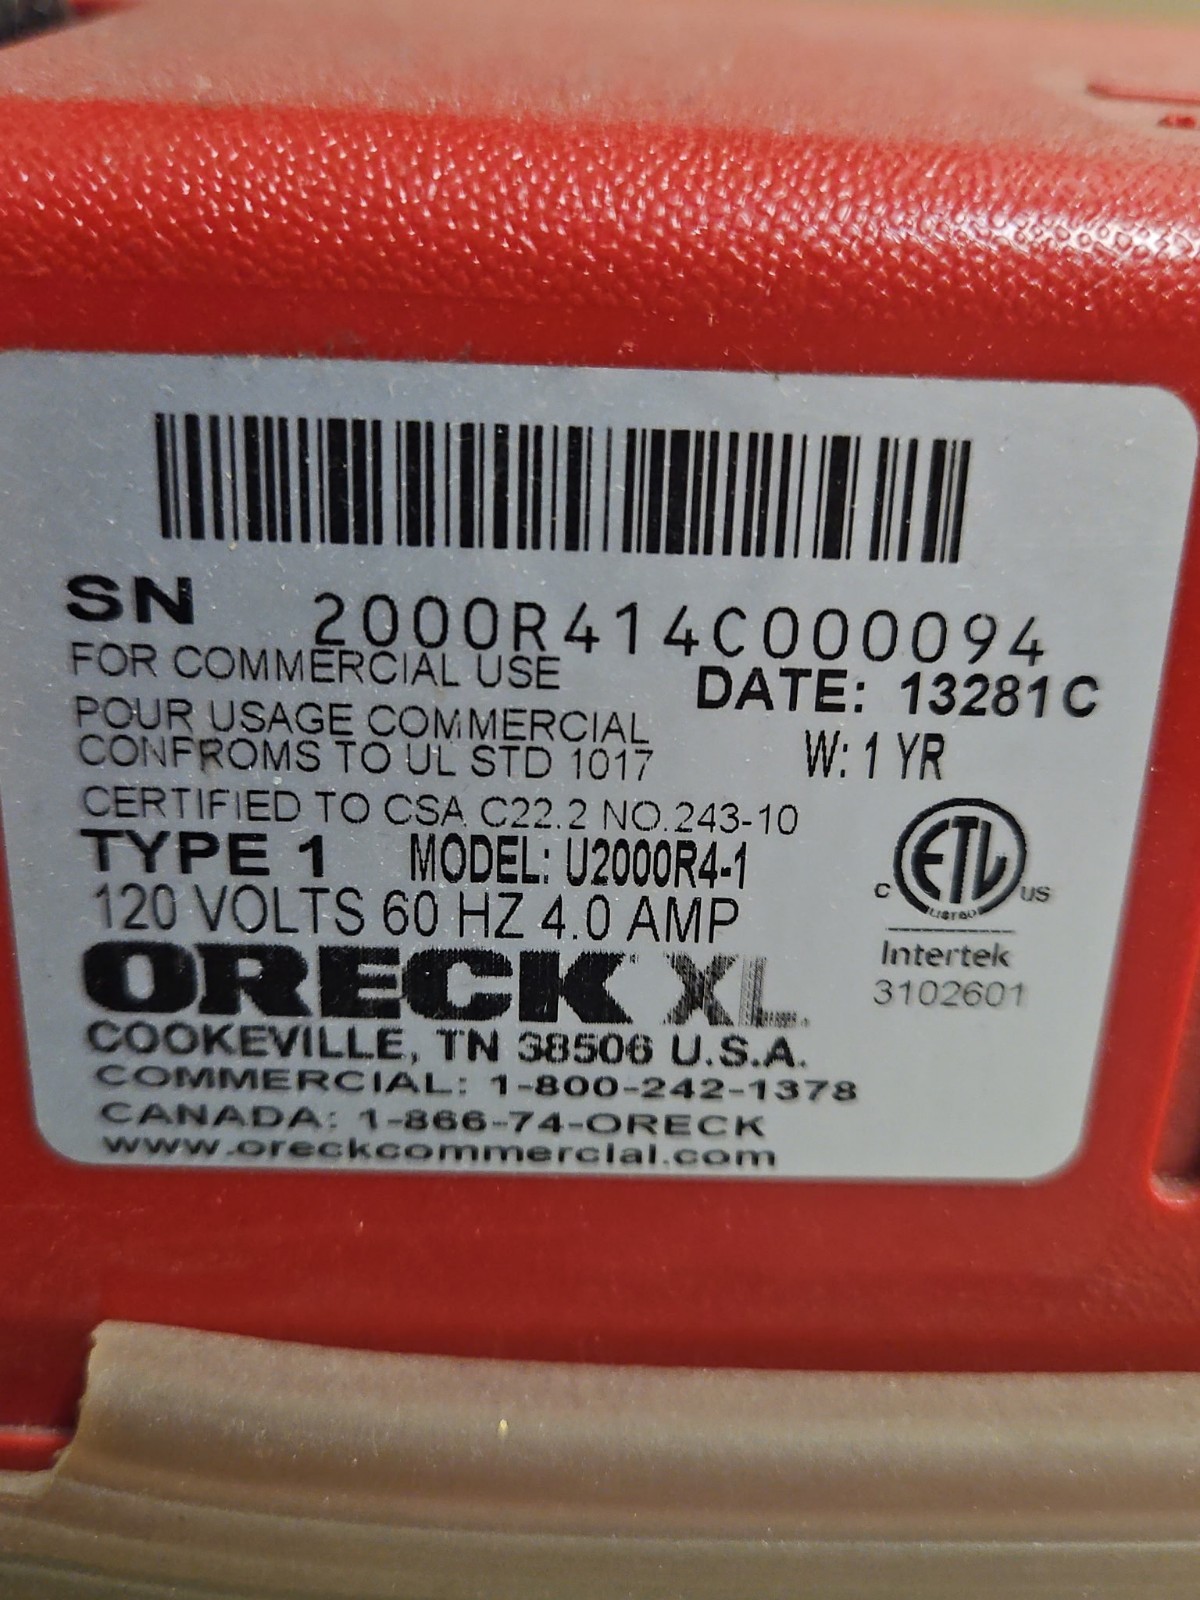 SN 2000R414C000094
FOR COMMERCIAL USE
DATE: 13281C
POUR USAGE COMMERCIAL
CONFROMS TO UL STD 1017
W: 1 YR
CERTIFIED TO CSA C22.2 NO.243-10
TYPE 1 MODEL: U2000R4-1
120 VOLTS 60 HZ 4.0 AMP
C ETL US
LISTED
Intertek
3102601
ORECK XL
COOKEVILLE, TN 38506 U.S.A.
COMMERCIAL: 1-800-242-1378
CANADA: 1-866-74-ORECK
www.oreckcommercial.com